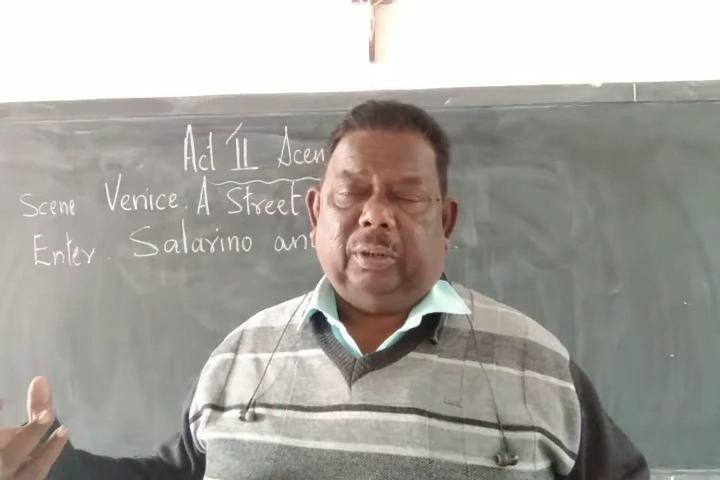 Act II Scen
Scene Venice. A Street
Enter. Salarino an